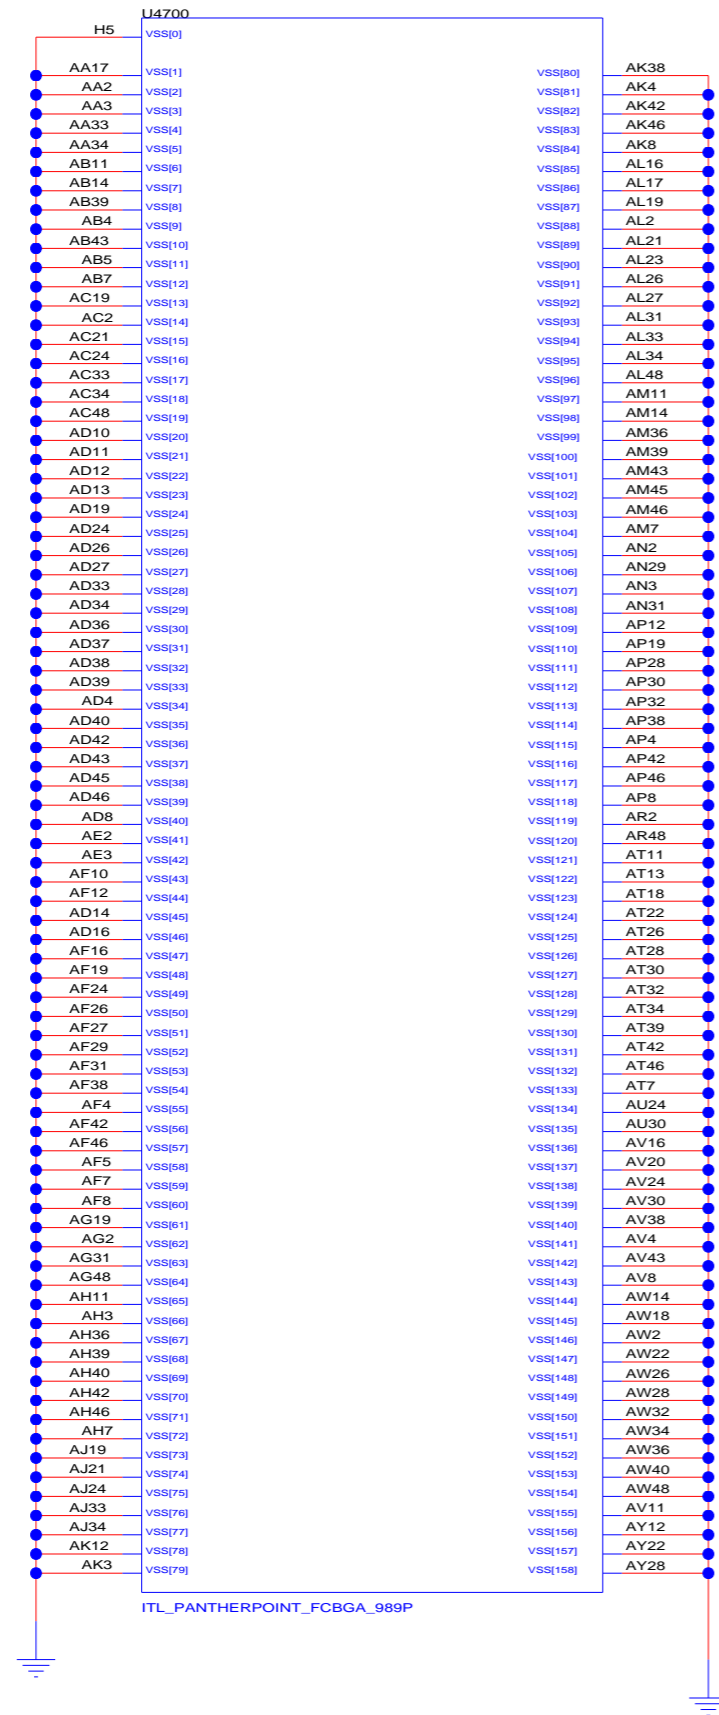 U4700
H5 VSS[0]
AA17 VSS[1] VSS[80] AK38
AA2 VSS[2] VSS[81] AK4
AA3 VSS[3] VSS[82] AK42
AA33 VSS[4] VSS[83] AK46
AA34 VSS[5] VSS[84] AK8
AB11 VSS[6] VSS[85] AL16
AB14 VSS[7] VSS[86] AL17
AB39 VSS[8] VSS[87] AL19
AB4 VSS[9] VSS[88] AL2
AB43 VSS[10] VSS[89] AL21
AB5 VSS[11] VSS[90] AL23
AB7 VSS[12] VSS[91] AL26
AC19 VSS[13] VSS[92] AL27
AC2 VSS[14] VSS[93] AL31
AC21 VSS[15] VSS[94] AL33
AC24 VSS[16] VSS[95] AL34
AC33 VSS[17] VSS[96] AL48
AC34 VSS[18] VSS[97] AM11
AC48 VSS[19] VSS[98] AM14
AD10 VSS[20] VSS[99] AM36
AD11 VSS[21] VSS[100] AM39
AD12 VSS[22] VSS[101] AM43
AD13 VSS[23] VSS[102] AM45
AD19 VSS[24] VSS[103] AM46
AD24 VSS[25] VSS[104] AM7
AD26 VSS[26] VSS[105] AN2
AD27 VSS[27] VSS[106] AN29
AD33 VSS[28] VSS[107] AN3
AD34 VSS[29] VSS[108] AN31
AD36 VSS[30] VSS[109] AP12
AD37 VSS[31] VSS[110] AP19
AD38 VSS[32] VSS[111] AP28
AD39 VSS[33] VSS[112] AP30
AD4 VSS[34] VSS[113] AP32
AD40 VSS[35] VSS[114] AP38
AD42 VSS[36] VSS[115] AP4
AD43 VSS[37] VSS[116] AP42
AD45 VSS[38] VSS[117] AP46
AD46 VSS[39] VSS[118] AP8
AD8 VSS[40] VSS[119] AR2
AE2 VSS[41] VSS[120] AR48
AE3 VSS[42] VSS[121] AT11
AF10 VSS[43] VSS[122] AT13
AF12 VSS[44] VSS[123] AT18
AD14 VSS[45] VSS[124] AT22
AD16 VSS[46] VSS[125] AT26
AF16 VSS[47] VSS[126] AT28
AF19 VSS[48] VSS[127] AT30
AF24 VSS[49] VSS[128] AT32
AF26 VSS[50] VSS[129] AT34
AF27 VSS[51] VSS[130] AT39
AF29 VSS[52] VSS[131] AT42
AF31 VSS[53] VSS[132] AT46
AF38 VSS[54] VSS[133] AT7
AF4 VSS[55] VSS[134] AU24
AF42 VSS[56] VSS[135] AU30
AF46 VSS[57] VSS[136] AV16
AF5 VSS[58] VSS[137] AV20
AF7 VSS[59] VSS[138] AV24
AF8 VSS[60] VSS[139] AV30
AG19 VSS[61] VSS[140] AV38
AG2 VSS[62] VSS[141] AV4
AG31 VSS[63] VSS[142] AV43
AG48 VSS[64] VSS[143] AV8
AH11 VSS[65] VSS[144] AW14
AH3 VSS[66] VSS[145] AW18
AH36 VSS[67] VSS[146] AW2
AH39 VSS[68] VSS[147] AW22
AH40 VSS[69] VSS[148] AW26
AH42 VSS[70] VSS[149] AW28
AH46 VSS[71] VSS[150] AW32
AH7 VSS[72] VSS[151] AW34
AJ19 VSS[73] VSS[152] AW36
AJ21 VSS[74] VSS[153] AW40
AJ24 VSS[75] VSS[154] AW48
AJ33 VSS[76] VSS[155] AV11
AJ34 VSS[77] VSS[156] AY12
AK12 VSS[78] VSS[157] AY22
AK3 VSS[79] VSS[158] AY28
ITL_PANTHERPOINT_FCBGA_989P